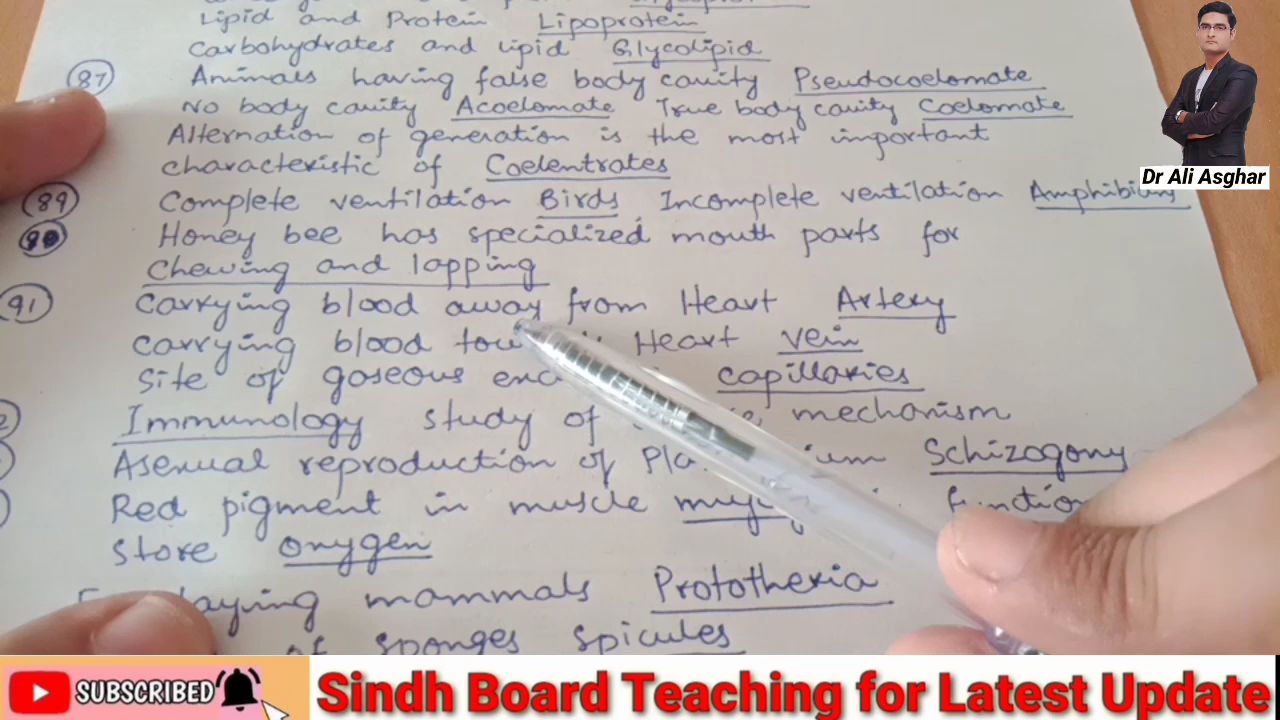 Lipid and Protein Lipoprotein
Carbohydrates and lipid Glycolipid
87 Animals having false body cavity Pseudocoelomate
No body cavity Acoelomate True body cavity Coelomate
Alternation of generation is the most important
characteristic of Coelentrates
89 Complete ventilation Birds Incomplete ventilation Amphibians
90 Honey bee has specialized mouth parts for
Chewing and lapping
91 Carrying blood away from Heart Artery
carrying blood Heart vein
Site of gaseous capillaries
Immunology study of mechanism
Asexual reproduction of Schizogony
Red pigment in muscle function
store oxygen
laying mammals Prototheria
of sponges spicules
Dr Ali Asghar
SUBSCRIBED Sindh Board Teaching for Latest Update